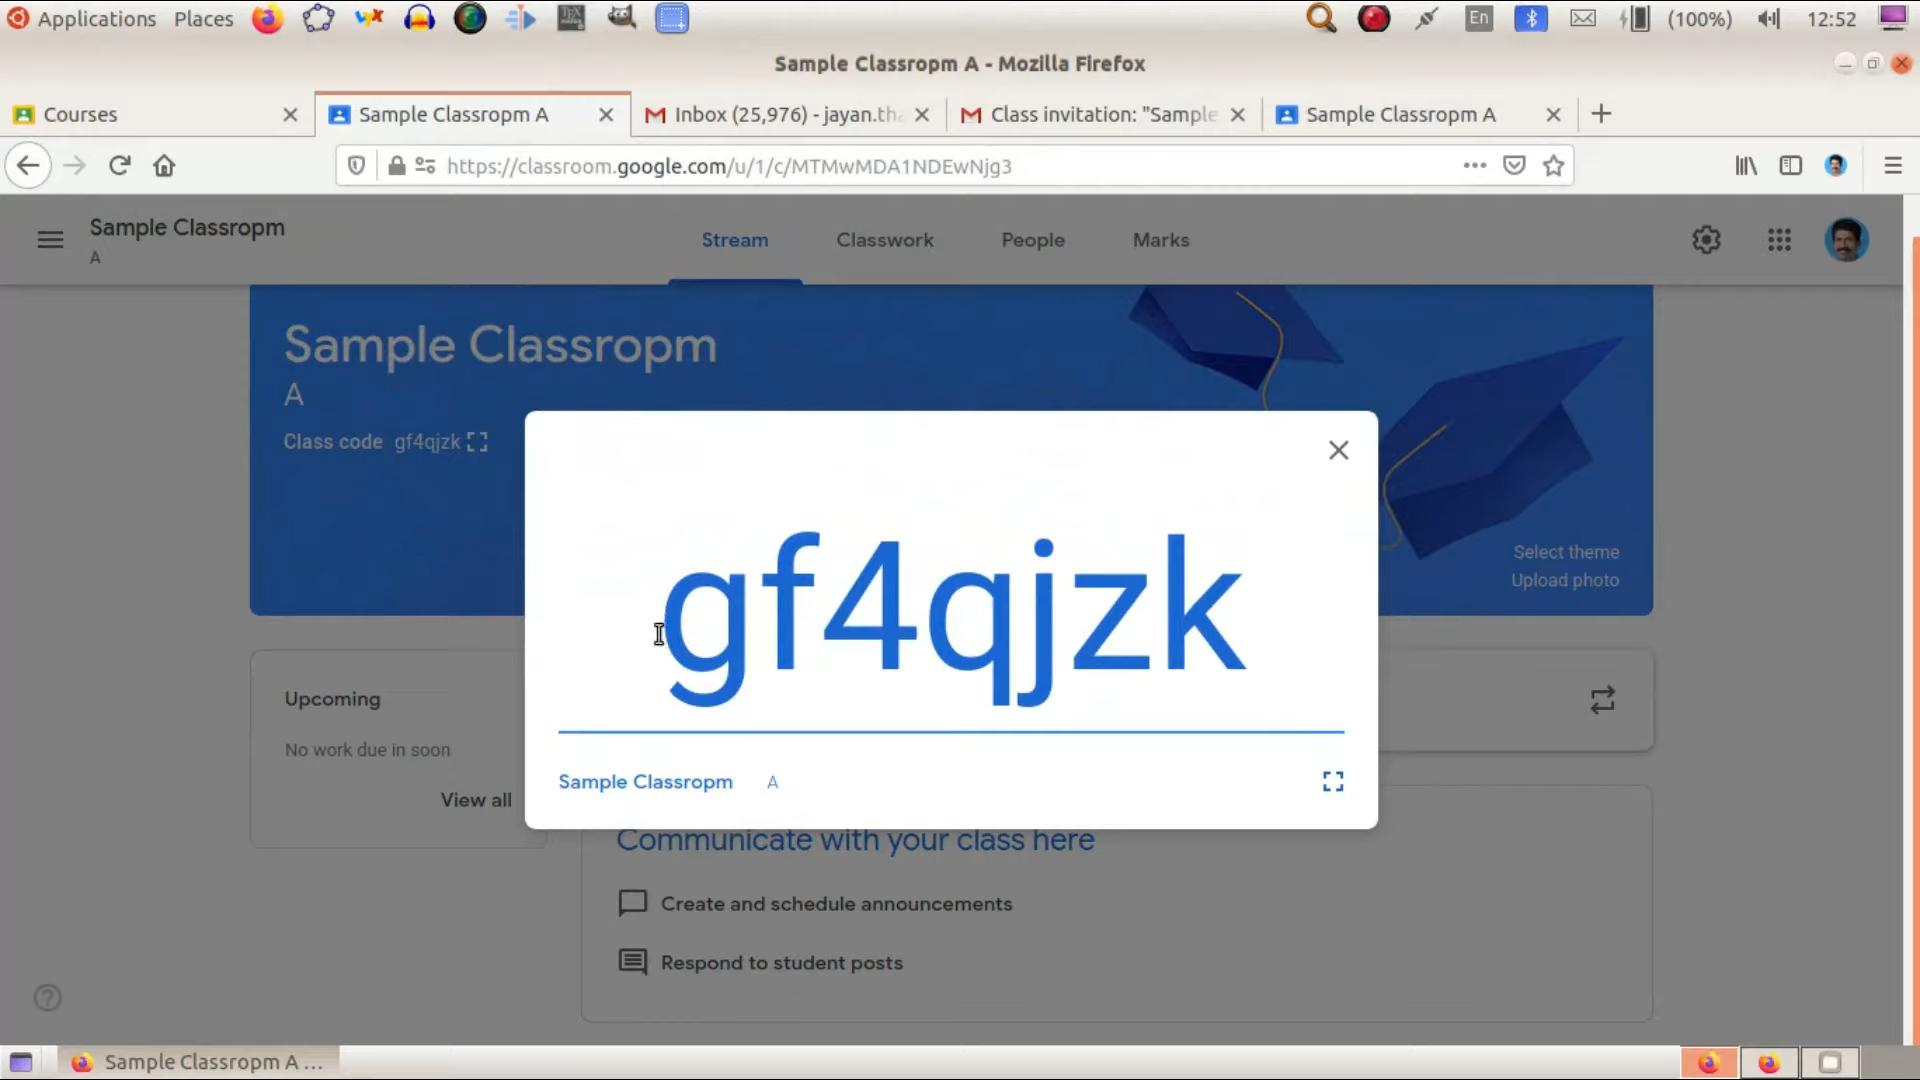 Applications Places En (100%) 12:52
Sample Classropm A - Mozilla Firefox
Courses Sample Classropm A Inbox (25,976) - jayan.tha Class invitation: "Sample Sample Classropm A
https://classroom.google.com/u/1/c/MTMwMDA1NDEwNjg3
Sample Classropm
A
Stream Classwork People Marks
Sample Classropm
A
Class code gf4qjzk
Select theme
Upload photo
gf4qjzk
Sample Classropm A
Upcoming
No work due in soon
View all
Communicate with your class here
Create and schedule announcements
Respond to student posts
Sample Classropm A ...